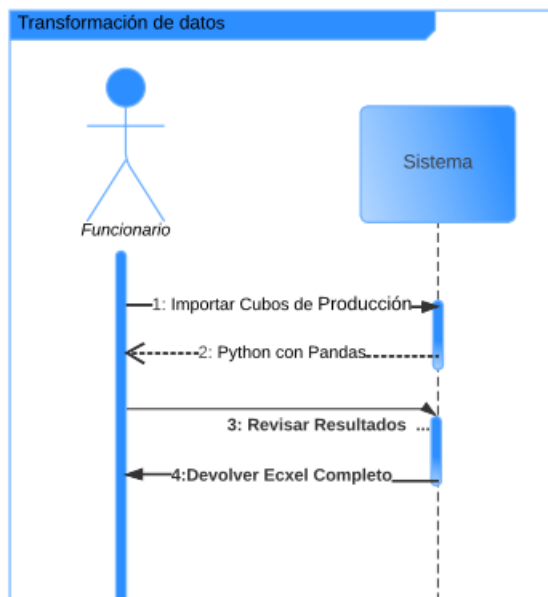 Transformación de datos
Sistema
Funcionario
1: Importar Cubos de Producción
2: Python con Pandas
3: Revisar Resultados ...
4:Devolver Ecxel Completo